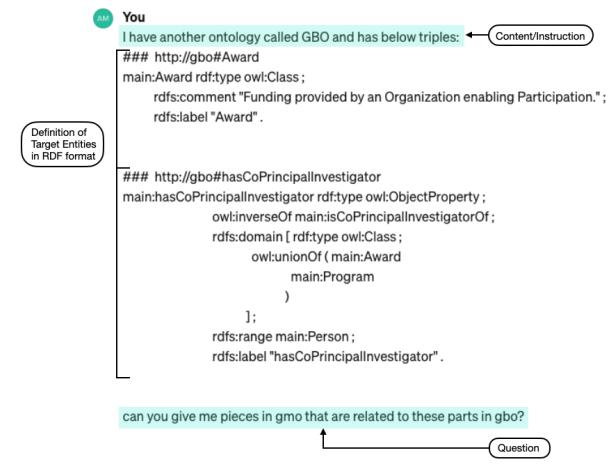 AM
You
I have another ontology called GBO and has below triples:
Content/Instruction
### http://gbo#Award
main:Award rdf:type owl:Class ;
rdfs:comment "Funding provided by an Organization enabling Participation." ;
rdfs:label "Award" .
Definition of
Target Entities
in RDF format
### http://gbo#hasCoPrincipalInvestigator
main:hasCoPrincipalInvestigator rdf:type owl:ObjectProperty ;
owl:inverseOf main:isCoPrincipalInvestigatorOf ;
rdfs:domain [ rdf:type owl:Class ;
owl:unionOf ( main:Award
main:Program
)
] ;
rdfs:range main:Person ;
rdfs:label "hasCoPrincipalInvestigator" .
can you give me pieces in gmo that are related to these parts in gbo?
Question